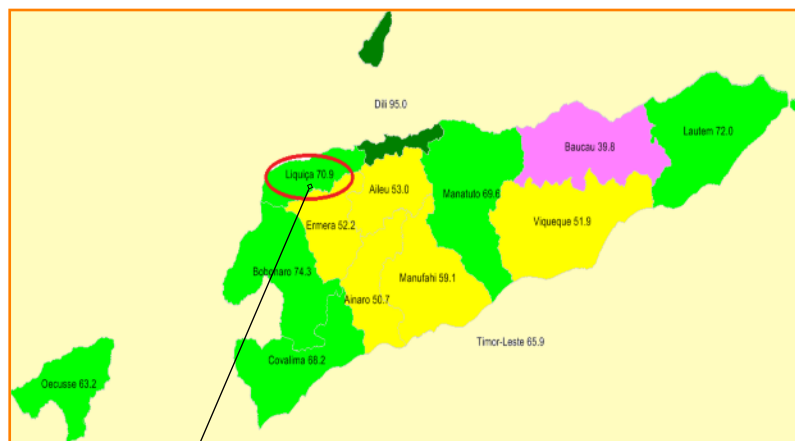 Dili 95.0
Lautem 72.0
Baucau 39.8
Liquiça 70.9
Aileu 53.0
Manatuto 69.6
Ermera 52.2
Viqueque 51.9
Bobonaro 74.3
Manufahi 59.1
Ainaro 50.7
Timor-Leste 65.9
Covalima 68.2
Oecusse 63.2